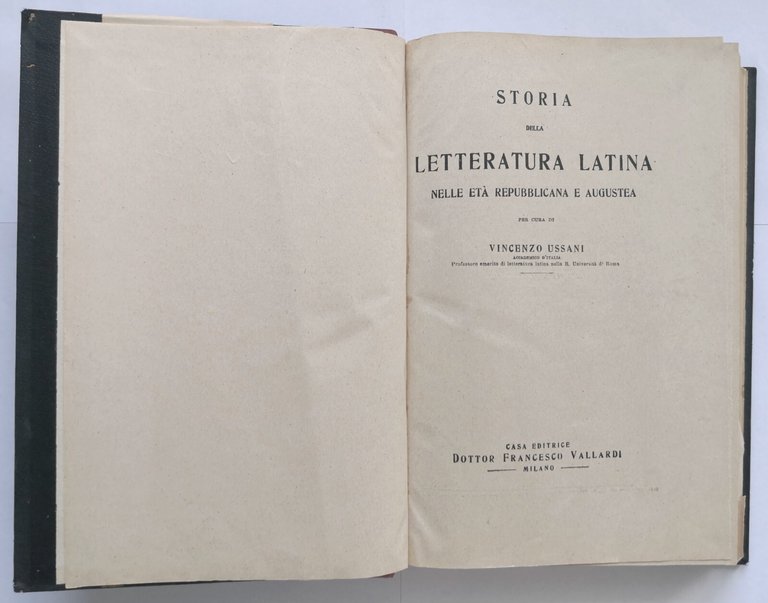 STORIA
DELLA
LETTERATURA LATINA
NELLE ETÀ REPUBBLICANA E AUGUSTEA
PER CURA DI
VINCENZO USSANI
ACCADEMICO D'ITALIA
Professore emerito di letteratura latina nella R. Università di Roma
CASA EDITRICE
DOTTOR FRANCESCO VALLARDI
MILANO